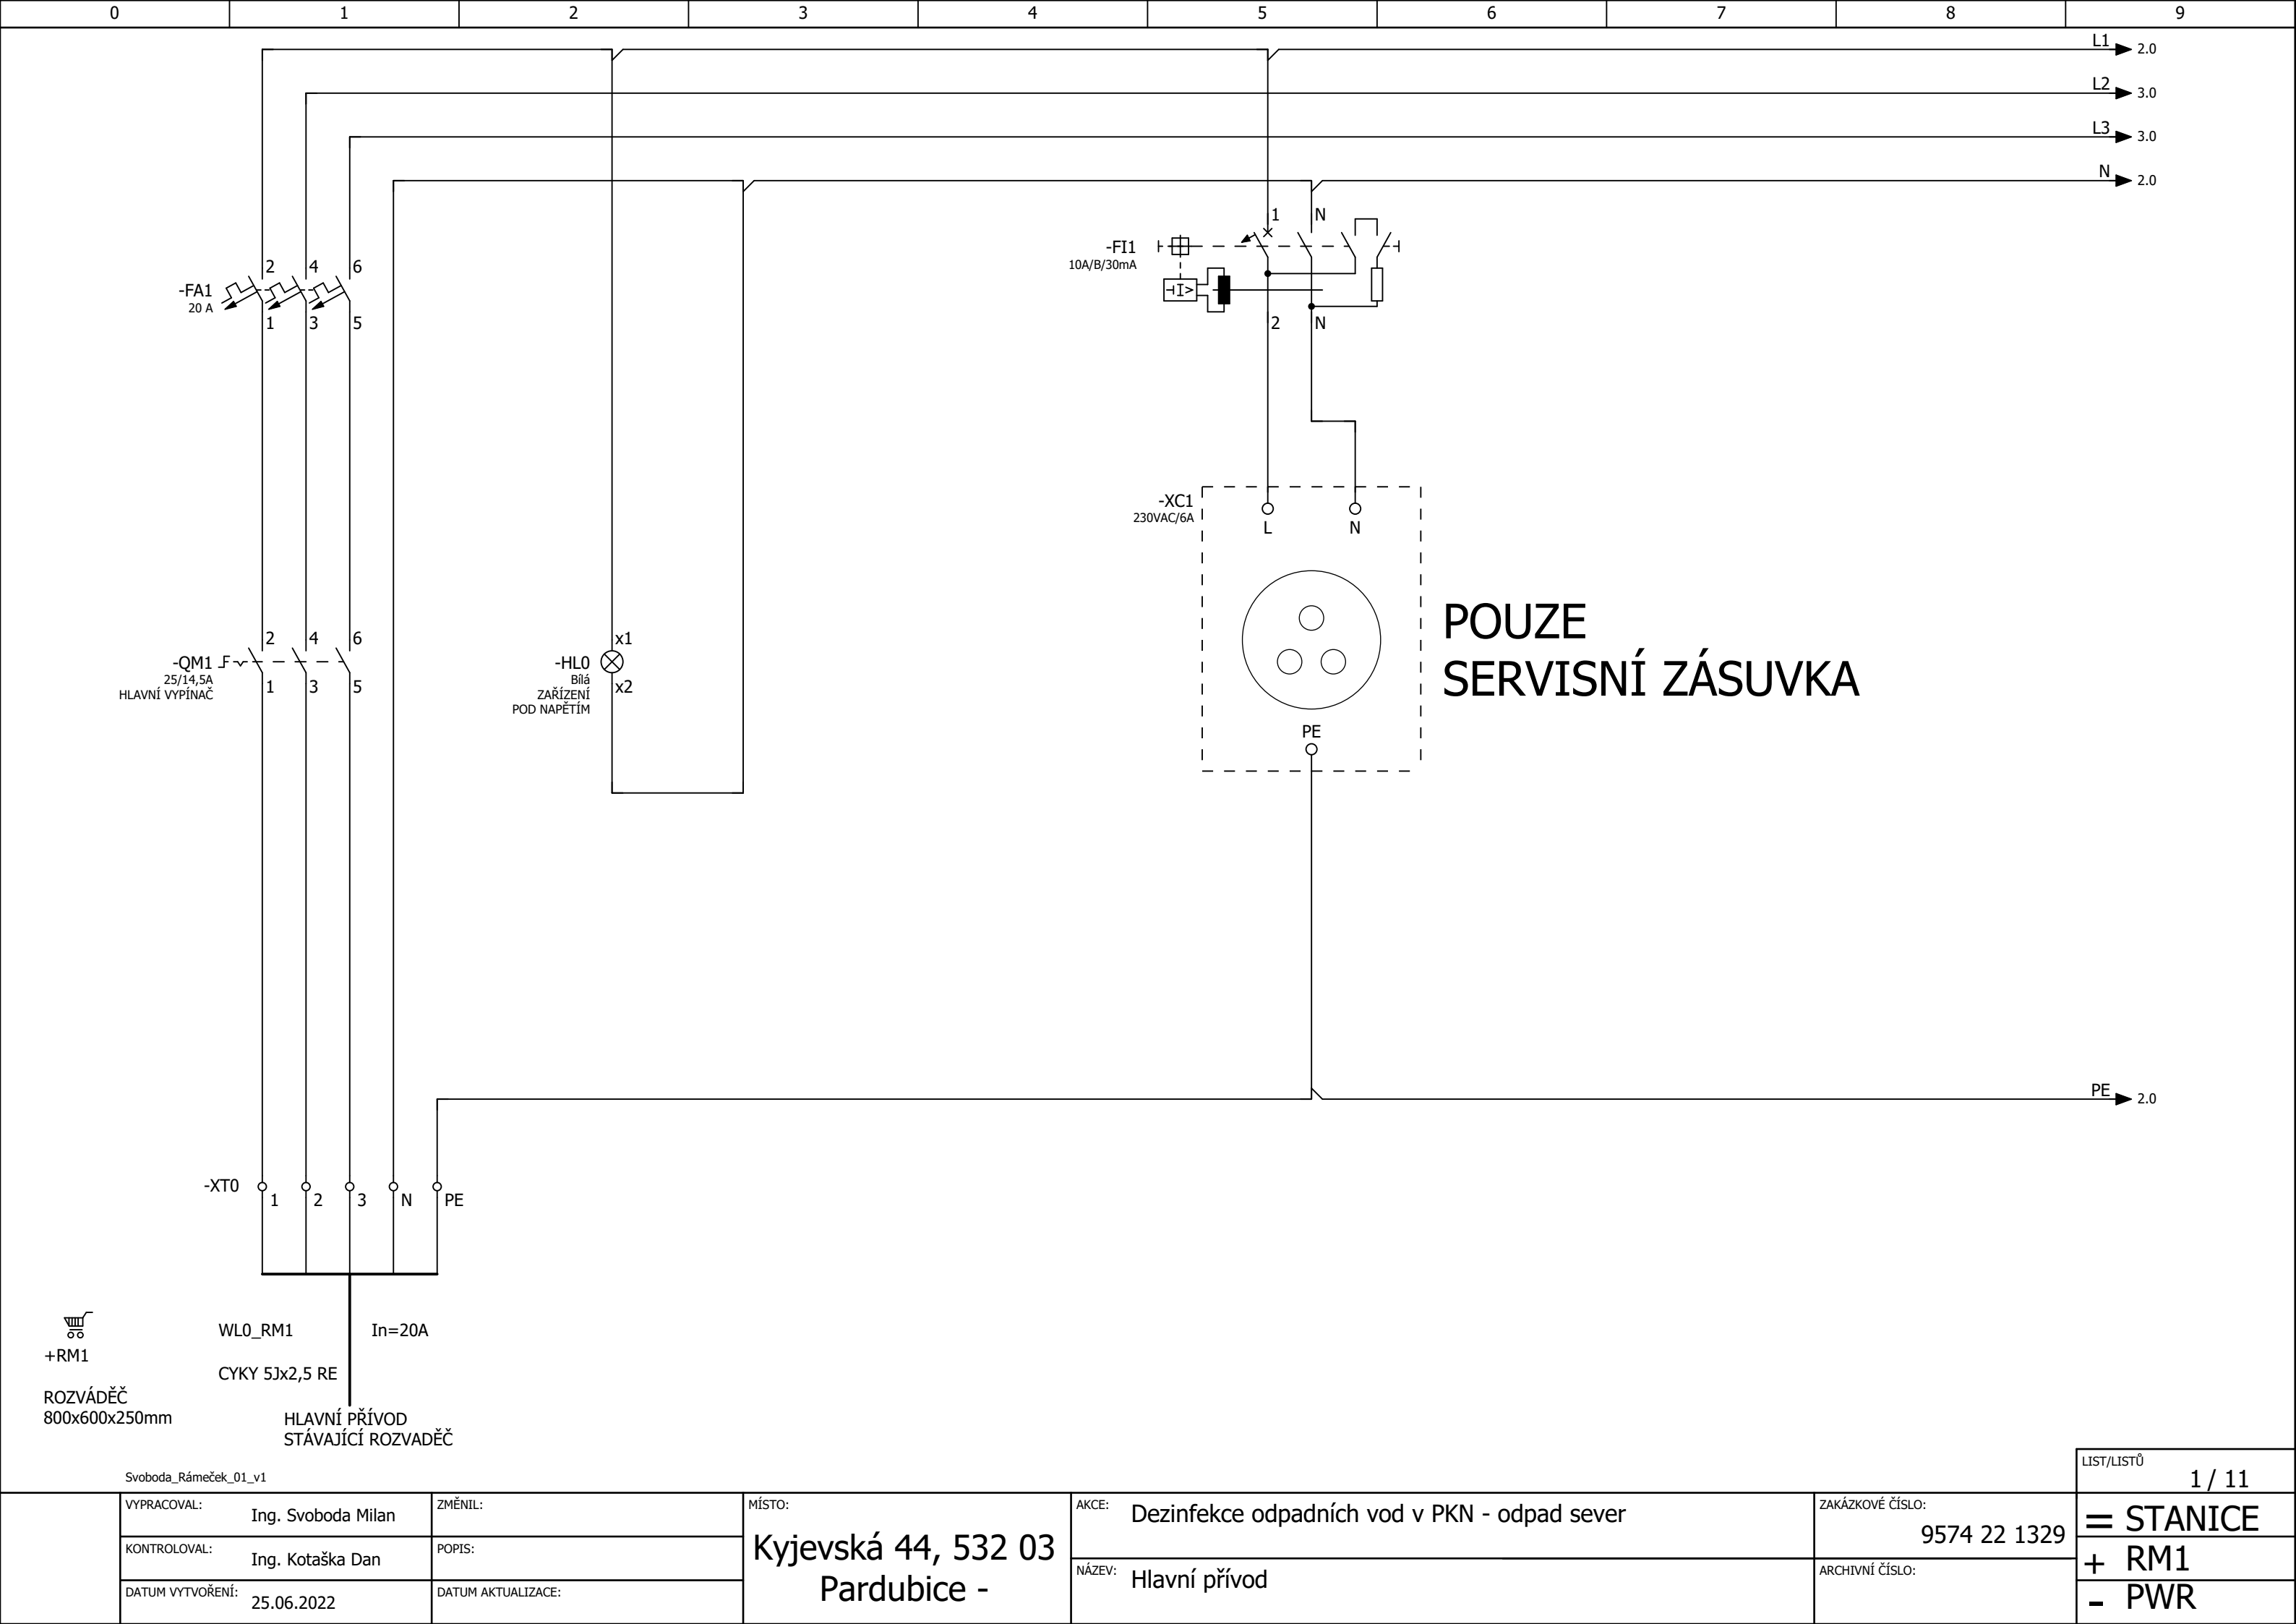 0 1 2 3 4 5 6 7 8 9
L1 2.0
L2 3.0
L3 3.0
N 2.0
1 N
-FI1
10A/B/30mA
-I>
2 N
2 4 6
-FA1
20 A
1 3 5
-XC1
230VAC/6A
L N
PE
POUZE
SERVISNÍ ZÁSUVKA
2 4 6
-QM1
25/14,5A
HLAVNÍ VYPÍNAČ
1 3 5
x1
-HL0
Bílá
ZAŘÍZENÍ
POD NAPĚTÍM
x2
PE 2.0
-XT0
1 2 3 N PE
+RM1
ROZVÁDĚČ
800x600x250mm
WL0_RM1 In=20A
CYKY 5Jx2,5 RE
HLAVNÍ PŘÍVOD
STÁVAJÍCÍ ROZVADĚČ
Svoboda_Rámeček_01_v1
VYPRACOVAL: Ing. Svoboda Milan
KONTROLOVAL: Ing. Kotaška Dan
DATUM VYTVOŘENÍ: 25.06.2022
ZMĚNIL:
POPIS:
DATUM AKTUALIZACE:
MÍSTO:
Kyjevská 44, 532 03
Pardubice -
AKCE: Dezinfekce odpadních vod v PKN - odpad sever
NÁZEV: Hlavní přívod
ZAKÁZKOVÉ ČÍSLO:
9574 22 1329
ARCHIVNÍ ČÍSLO:
LIST/LISTŮ
1 / 11
= STANICE
+ RM1
- PWR